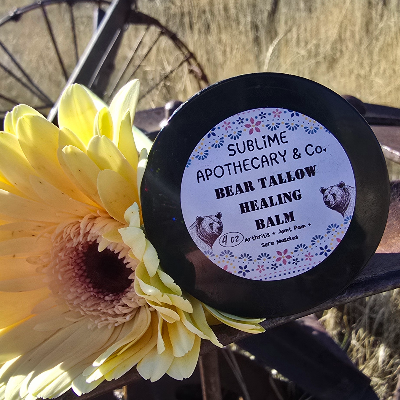 SUBLIME
APOTHECARY & Co.
BEAR TALLOW
HEALING
BALM
4 oz
Arthritis + Joint Pain +
Sore Muscles